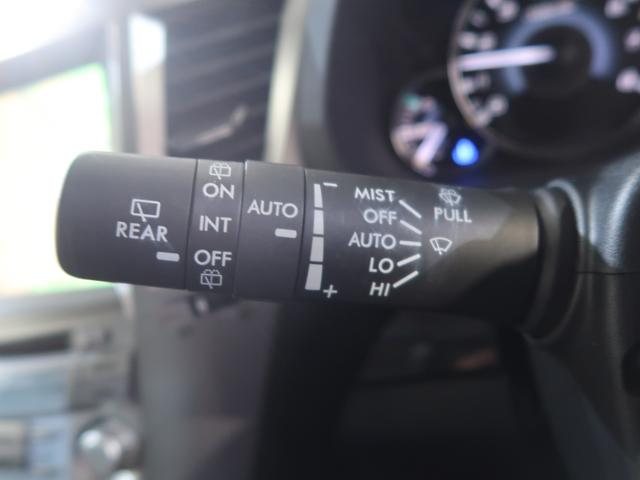 REAR
ON
INT
OFF
AUTO
−
+
MIST
OFF
AUTO
LO
HI
PULL